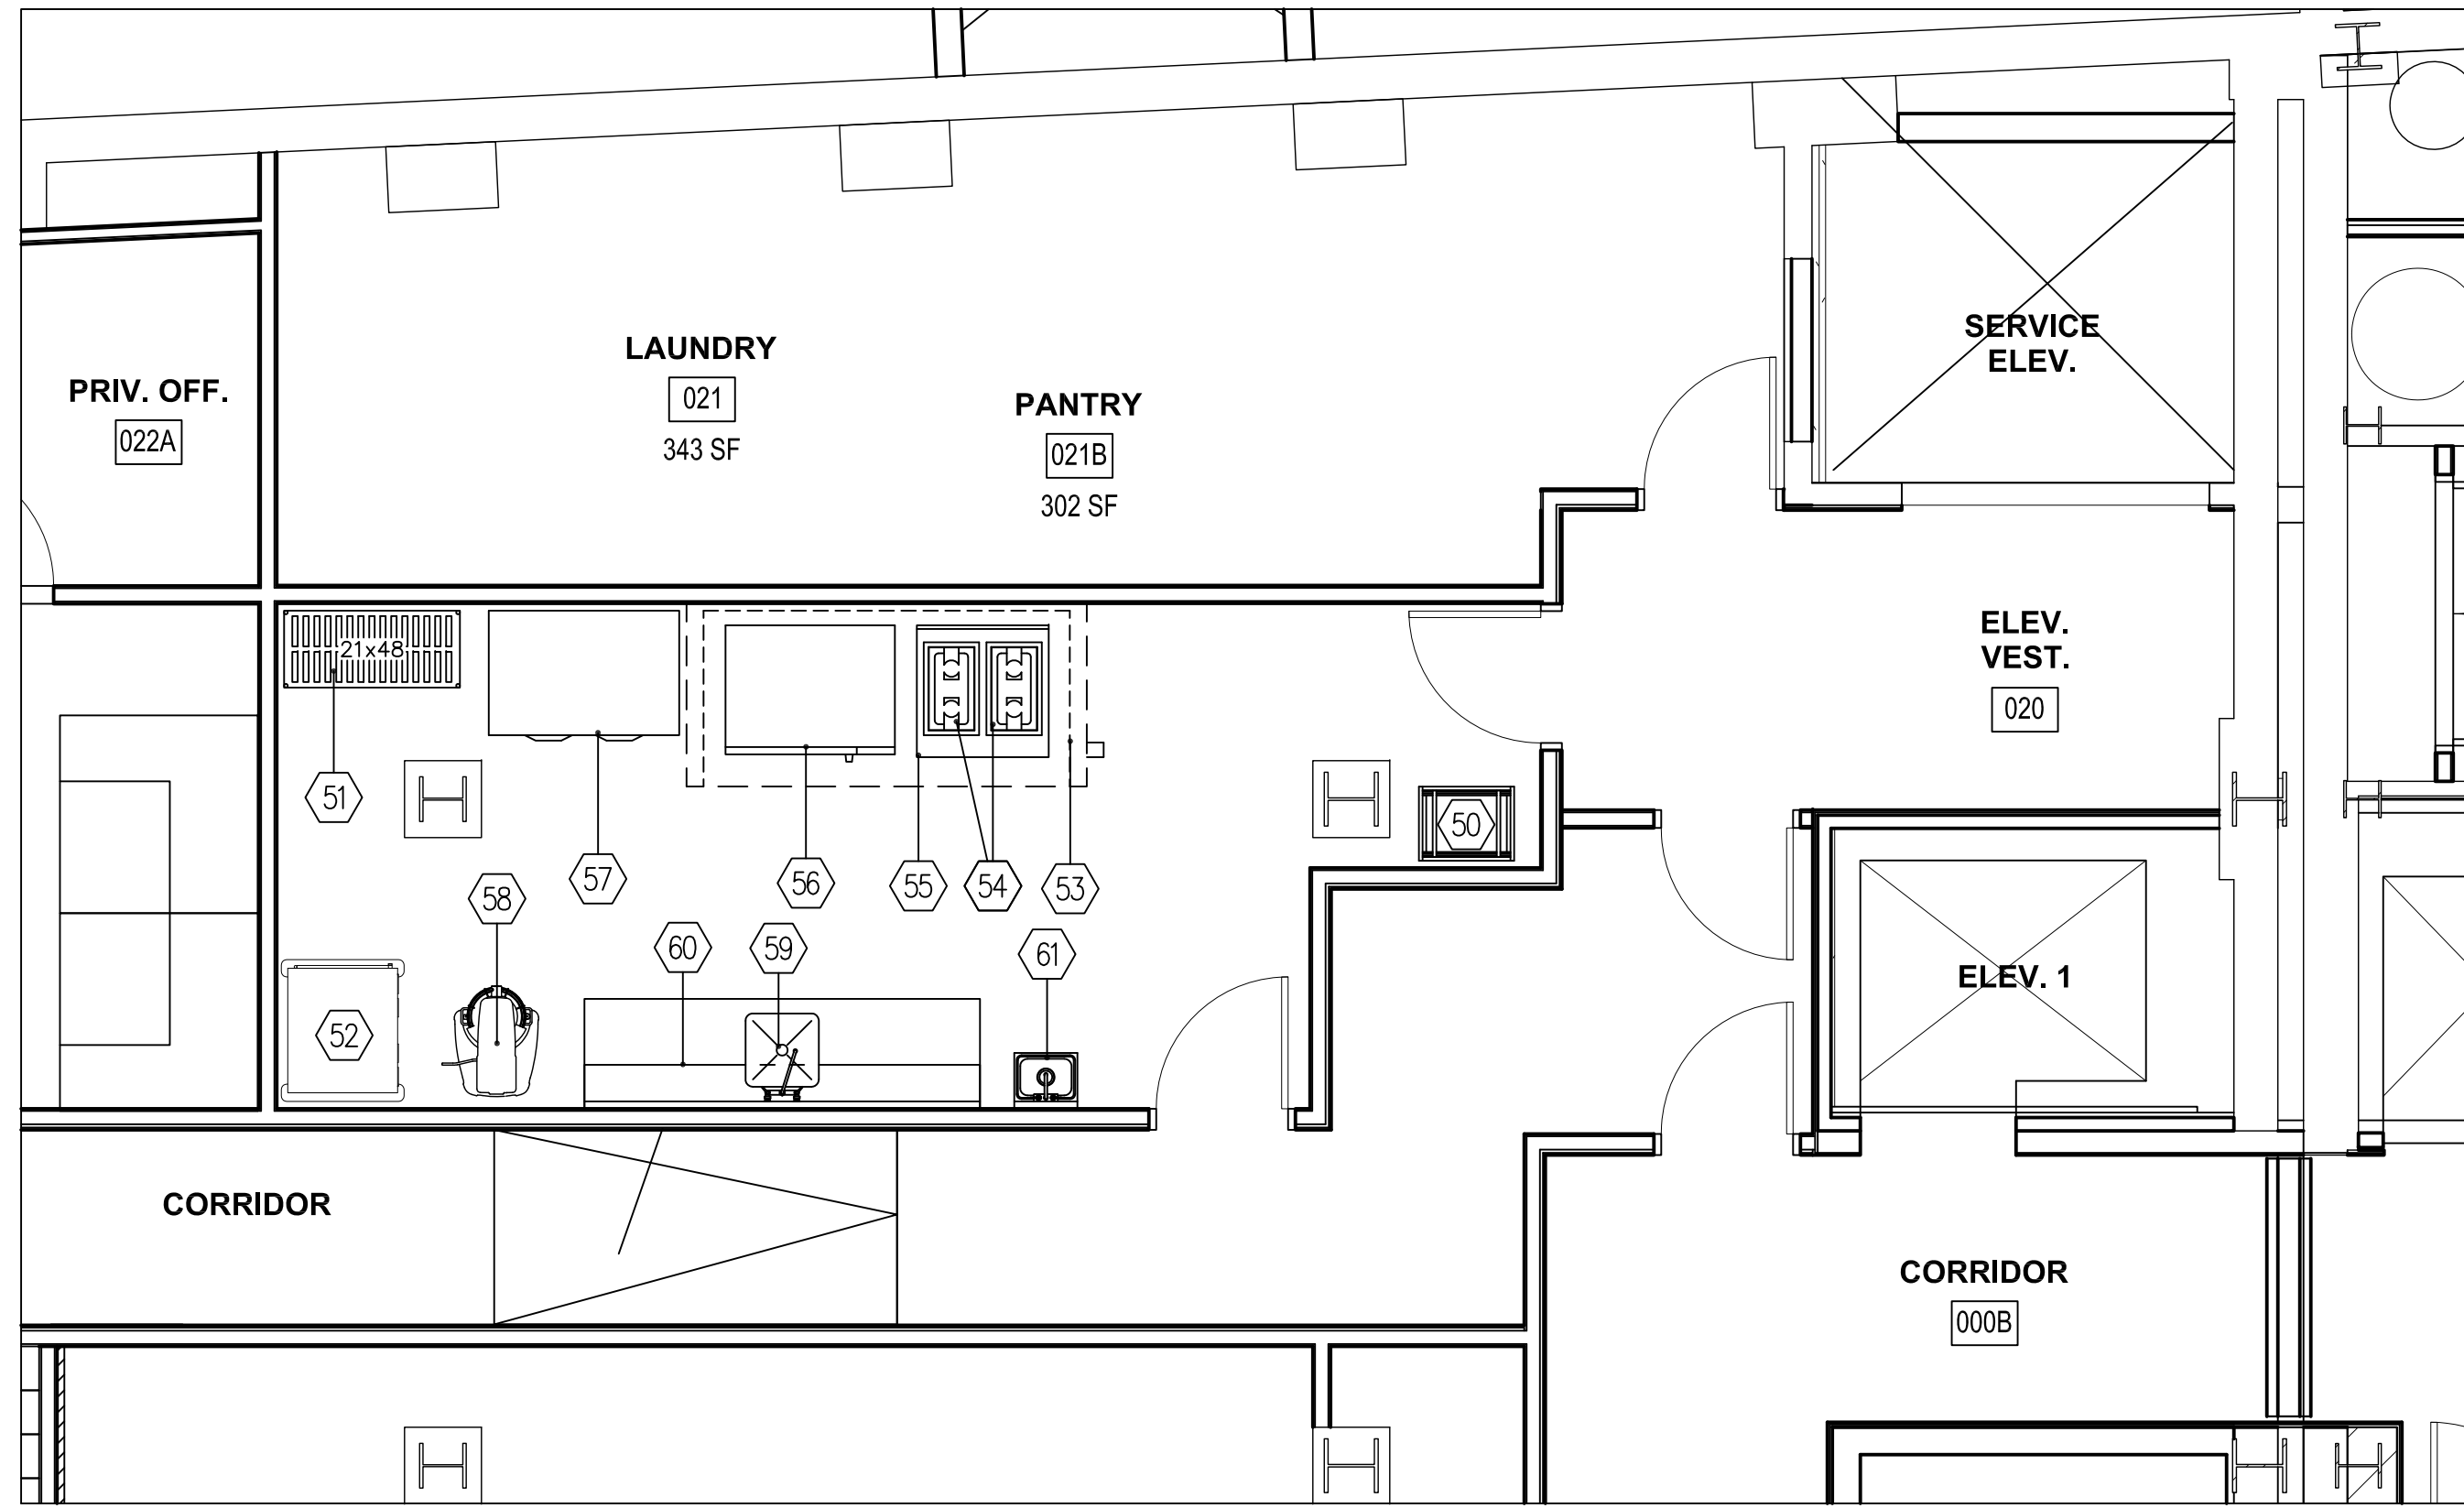 SERVICE
ELEV.
LAUNDRY
021
343 SF
PRIV. OFF.
022A
PANTRY
021B
302 SF
21x48
ELEV.
VEST.
020
51
57
56
55
54
53
50
58
60
59
61
52
ELEV. 1
CORRIDOR
CORRIDOR
000B